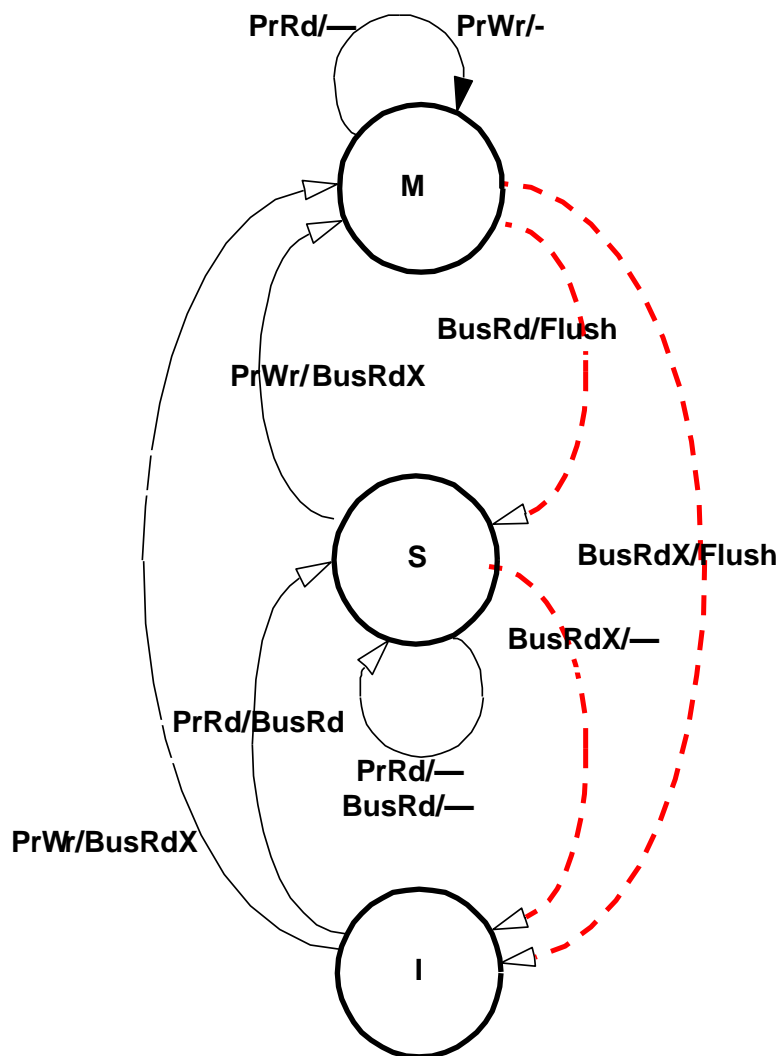 PrRd/—
PrWr/-
M
BusRd/Flush
PrWr/BusRdX
S
BusRdX/Flush
BusRdX/—
PrRd/BusRd
PrRd/—
BusRd/—
PrWr/BusRdX
I